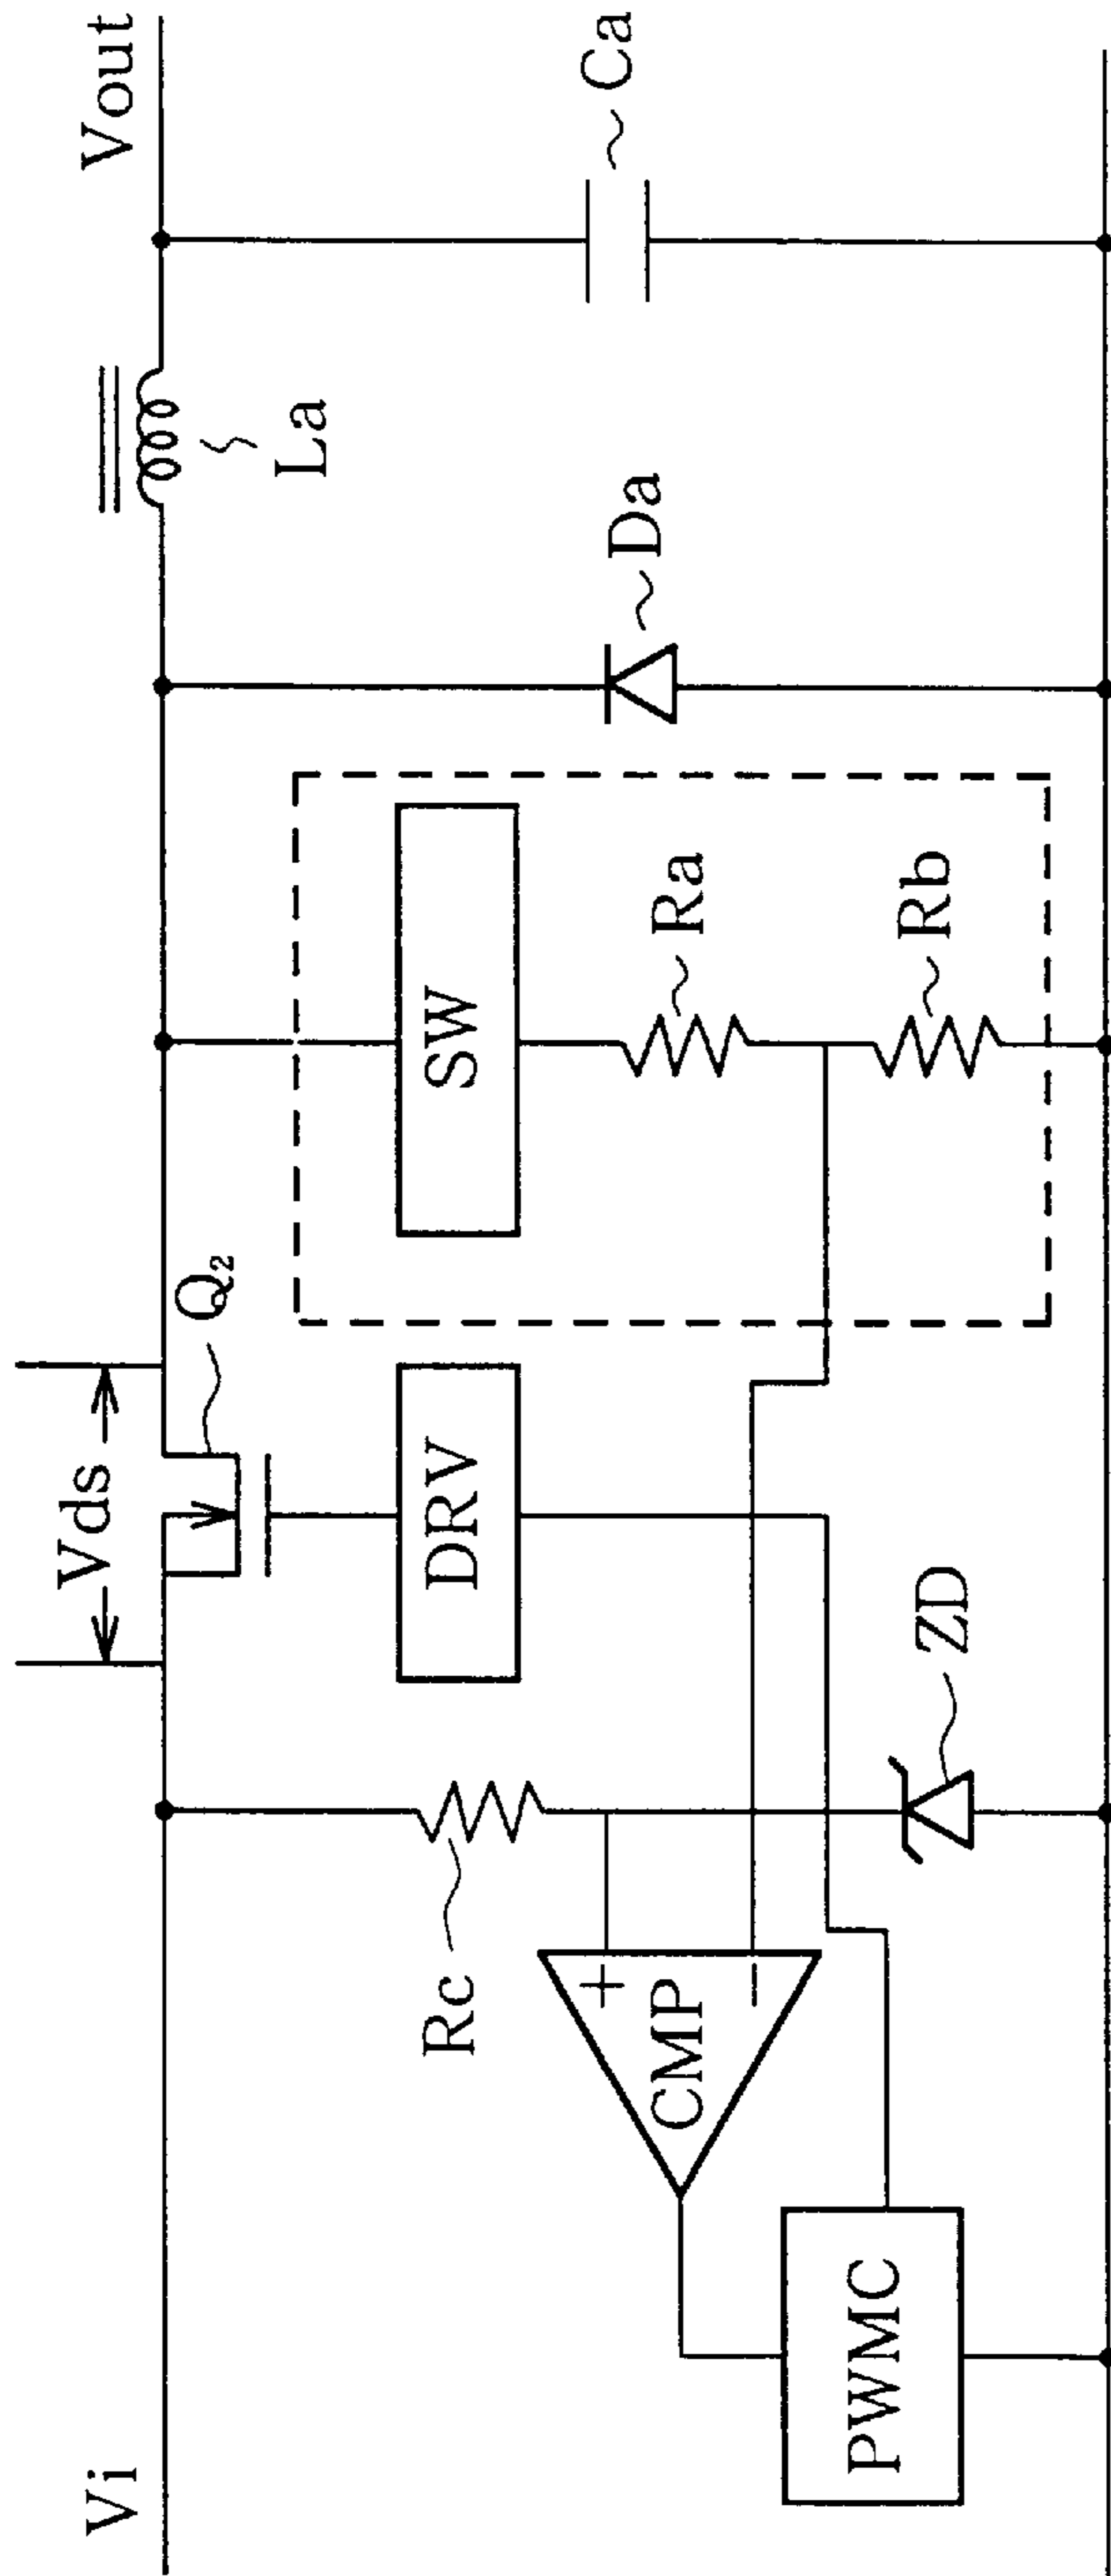 Vi
Vds
Vout
Q₂
La
DRV
SW
Rc
Ca
Da
Ra
Rb
+
−
CMP
ZD
PWMC